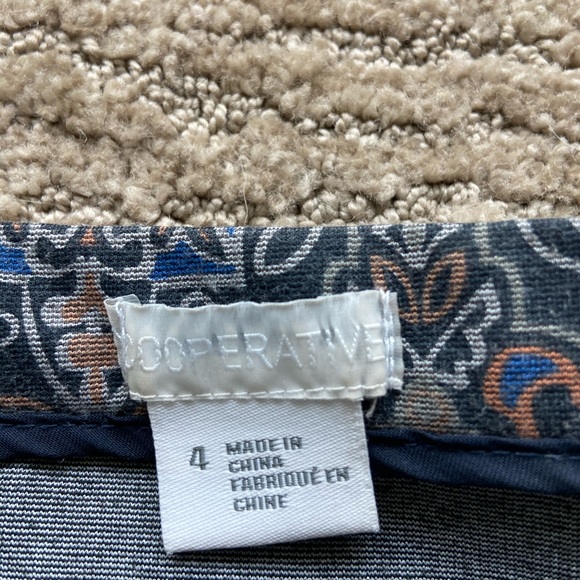 COOPERATIVE
4
MADE IN
CHINA
FABRIQUÉ EN
CHINE